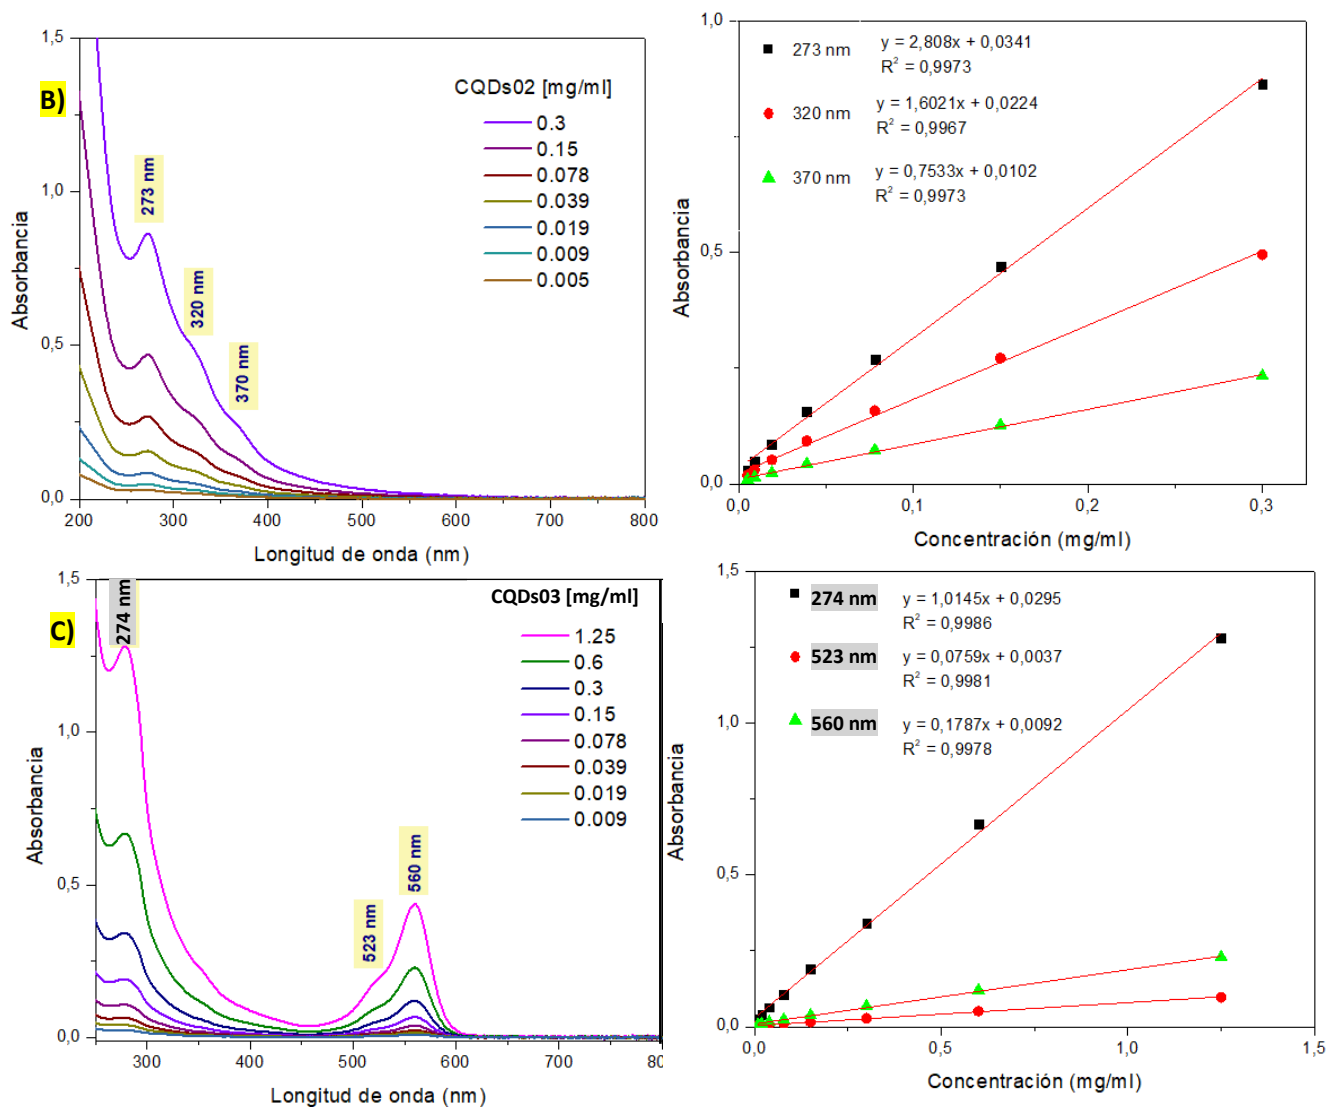 B)
CQDs02 [mg/ml]
0.3
0.15
0.078
0.039
0.019
0.009
0.005
273 nm
320 nm
370 nm
1,5
1,0
0,5
0,0
200 300 400 500 600 700 800
Absorbancia
Longitud de onda (nm)
273 nm y = 2,808x + 0,0341
R² = 0,9973
320 nm y = 1,6021x + 0,0224
R² = 0,9967
370 nm y = 0,7533x + 0,0102
R² = 0,9973
1,0
0,5
0,0
0,0 0,1 0,2 0,3
Absorbancia
Concentración (mg/ml)
C)
CQDs03 [mg/ml]
1.25
0.6
0.3
0.15
0.078
0.039
0.019
0.009
274 nm
523 nm
560 nm
1,5
1,0
0,5
0,0
300 400 500 600 700 80
Absorbancia
Longitud de onda (nm)
274 nm y = 1,0145x + 0,0295
R² = 0,9986
523 nm y = 0,0759x + 0,0037
R² = 0,9981
560 nm y = 0,1787x + 0,0092
R² = 0,9978
1,5
1,0
0,5
0,0
0,0 0,5 1,0 1,5
Absorbancia
Concentración (mg/ml)